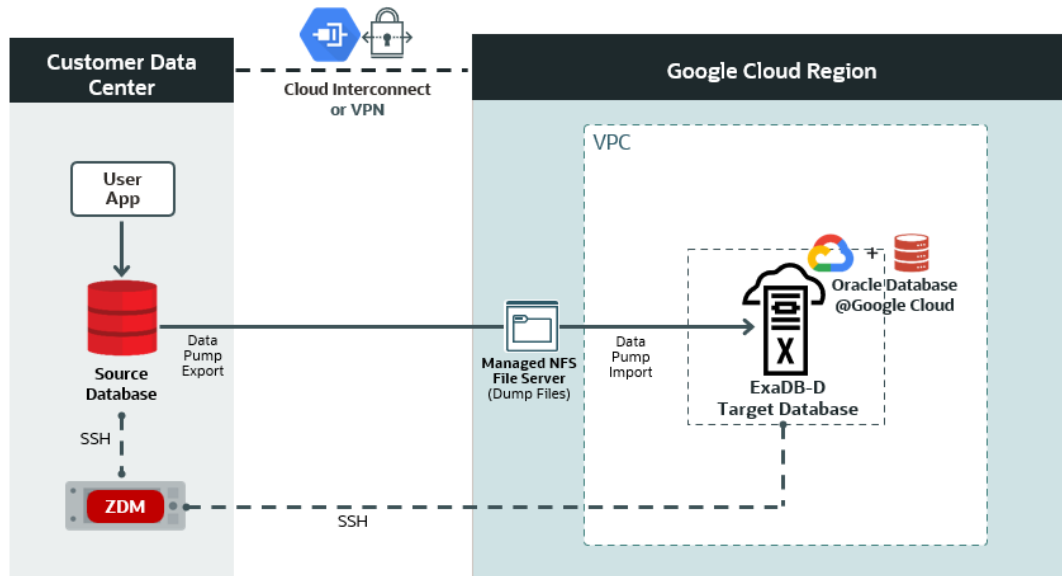 Customer Data
Center
Cloud Interconnect
or VPN
Google Cloud Region
VPC
User
App
+
Oracle Database
@Google Cloud
Source
Database
Data
Pump
Export
Managed NFS
File Server
(Dump Files)
Data
Pump
Import
X
ExaDB-D
Target Database
SSH
ZDM
SSH